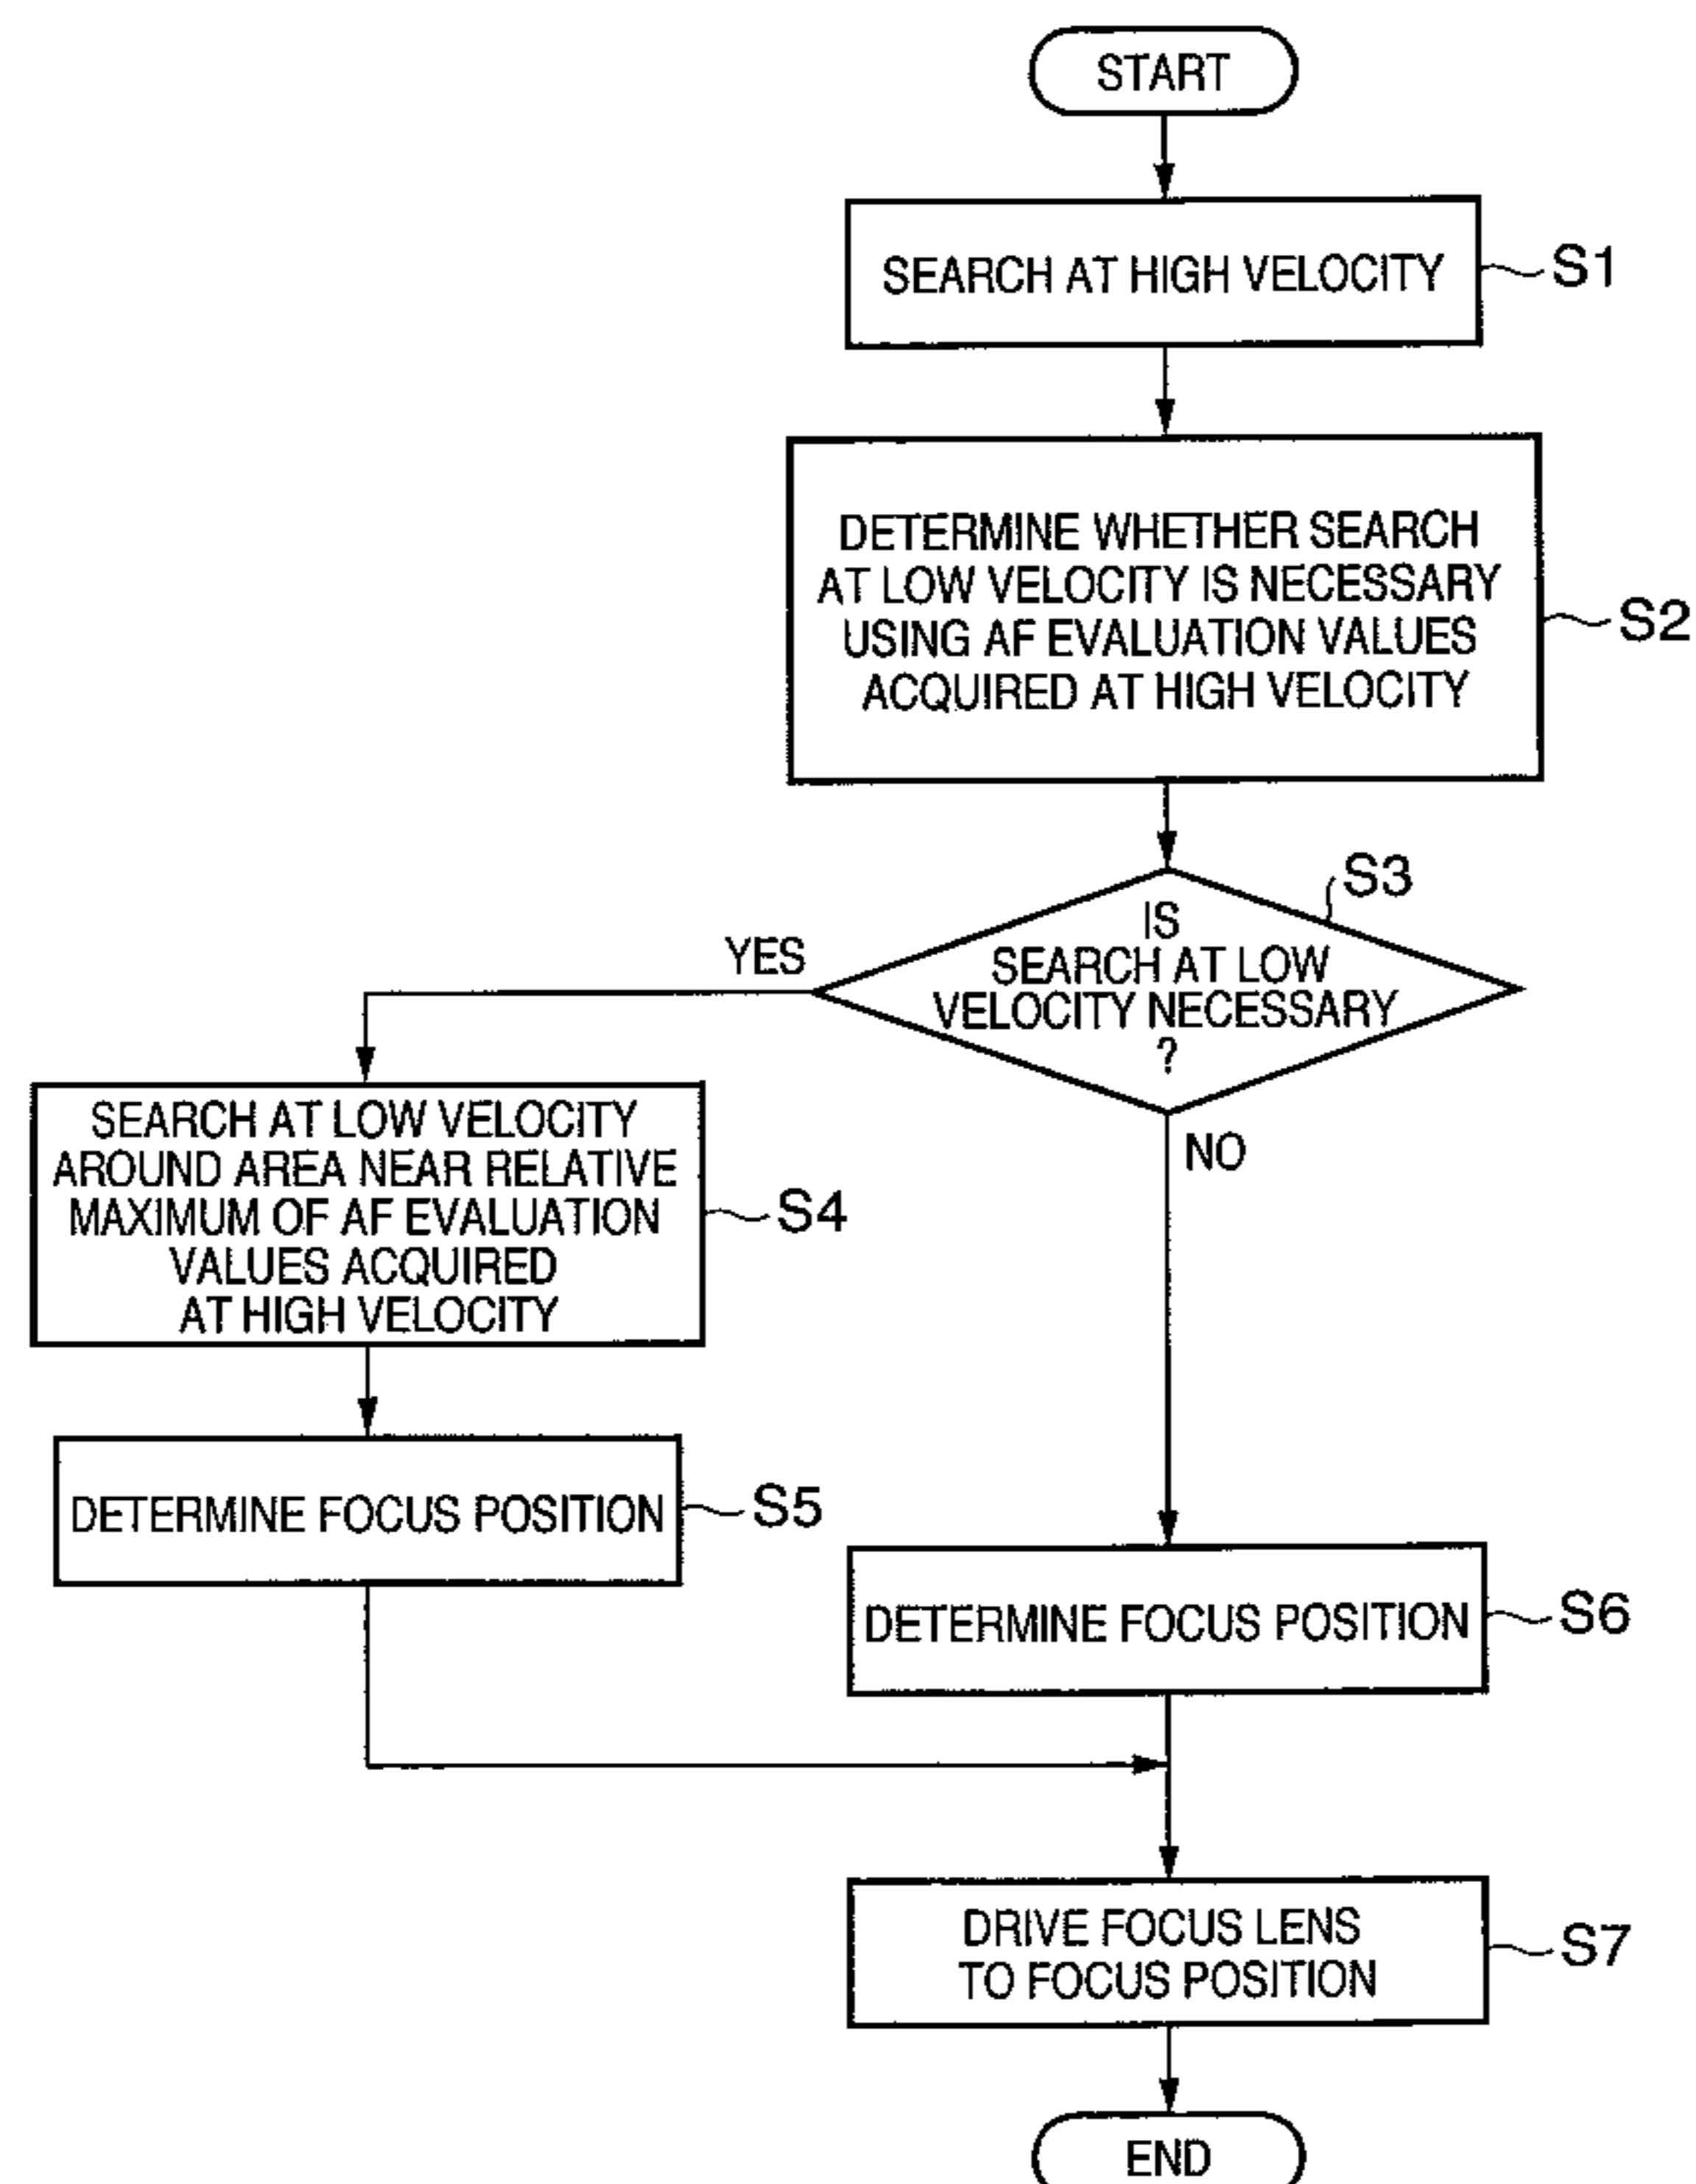 START
SEARCH AT HIGH VELOCITY
S1
DETERMINE WHETHER SEARCH
AT LOW VELOCITY IS NECESSARY
USING AF EVALUATION VALUES
ACQUIRED AT HIGH VELOCITY
S2
S3
IS
SEARCH AT LOW
VELOCITY NECESSARY
?
YES
NO
SEARCH AT LOW VELOCITY
AROUND AREA NEAR RELATIVE
MAXIMUM OF AF EVALUATION
VALUES ACQUIRED
AT HIGH VELOCITY
S4
DETERMINE FOCUS POSITION
S5
DETERMINE FOCUS POSITION
S6
DRIVE FOCUS LENS
TO FOCUS POSITION
S7
END